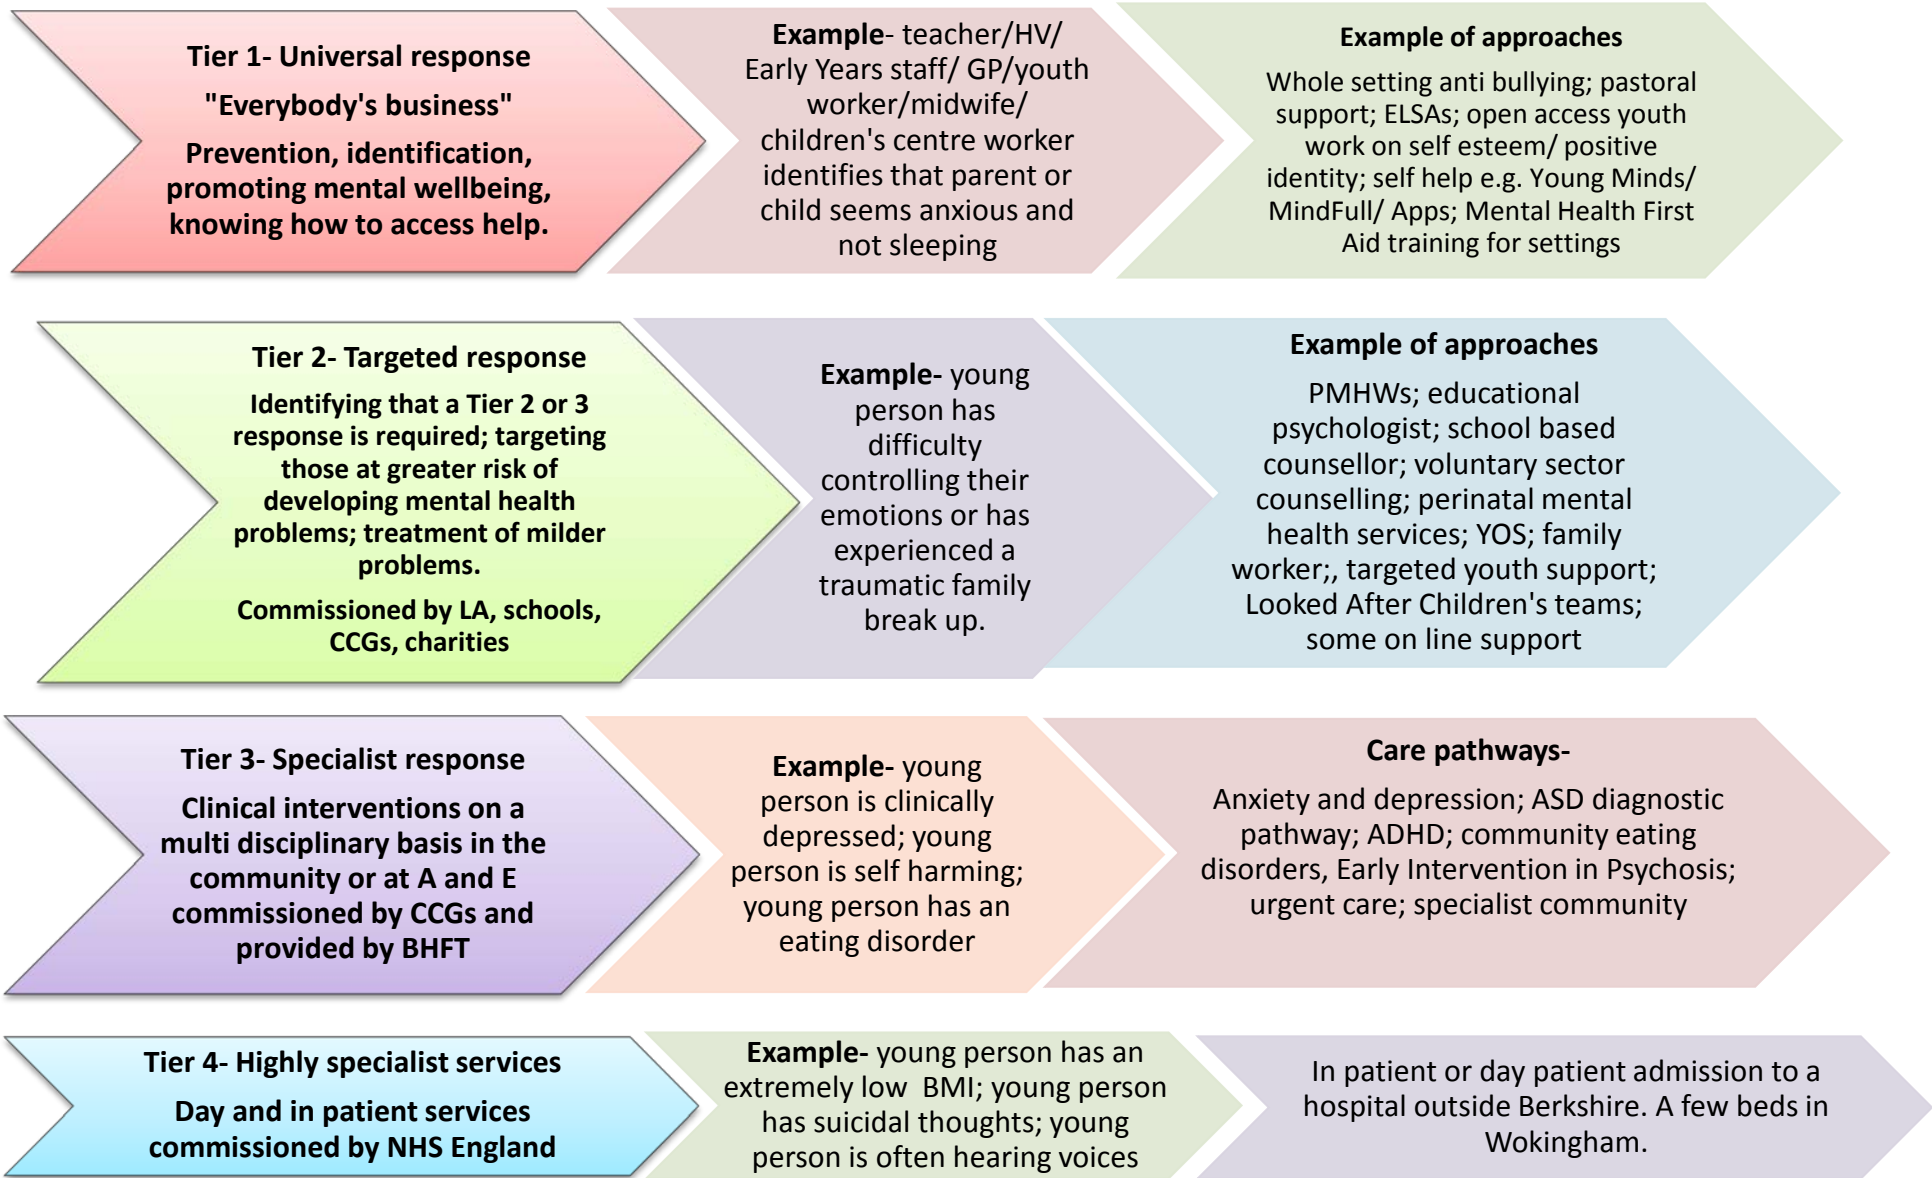 Tier 1- Universal response
"Everybody's business"
Prevention, identification,
promoting mental wellbeing,
knowing how to access help.
Example- teacher/HV/
Early Years staff/ GP/youth
worker/midwife/
children's centre worker
identifies that parent or
child seems anxious and
not sleeping
Example of approaches
Whole setting anti bullying; pastoral
support; ELSAs; open access youth
work on self esteem/ positive
identity; self help e.g. Young Minds/
MindFull/ Apps; Mental Health First
Aid training for settings
Tier 2- Targeted response
Identifying that a Tier 2 or 3
response is required; targeting
those at greater risk of
developing mental health
problems; treatment of milder
problems.
Commissioned by LA, schools,
CCGs, charities
Example- young
person has
difficulty
controlling their
emotions or has
experienced a
traumatic family
break up.
Example of approaches
PMHWs; educational
psychologist; school based
counsellor; voluntary sector
counselling; perinatal mental
health services; YOS; family
worker;, targeted youth support;
Looked After Children's teams;
some on line support
Tier 3- Specialist response
Clinical interventions on a
multi disciplinary basis in the
community or at A and E
commissioned by CCGs and
provided by BHFT
Example- young
person is clinically
depressed; young
person is self harming;
young person has an
eating disorder
Care pathways-
Anxiety and depression; ASD diagnostic
pathway; ADHD; community eating
disorders, Early Intervention in Psychosis;
urgent care; specialist community
Tier 4- Highly specialist services
Day and in patient services
commissioned by NHS England
Example- young person has an
extremely low  BMI; young person
has suicidal thoughts; young
person is often hearing voices
In patient or day patient admission to a
hospital outside Berkshire. A few beds in
Wokingham.